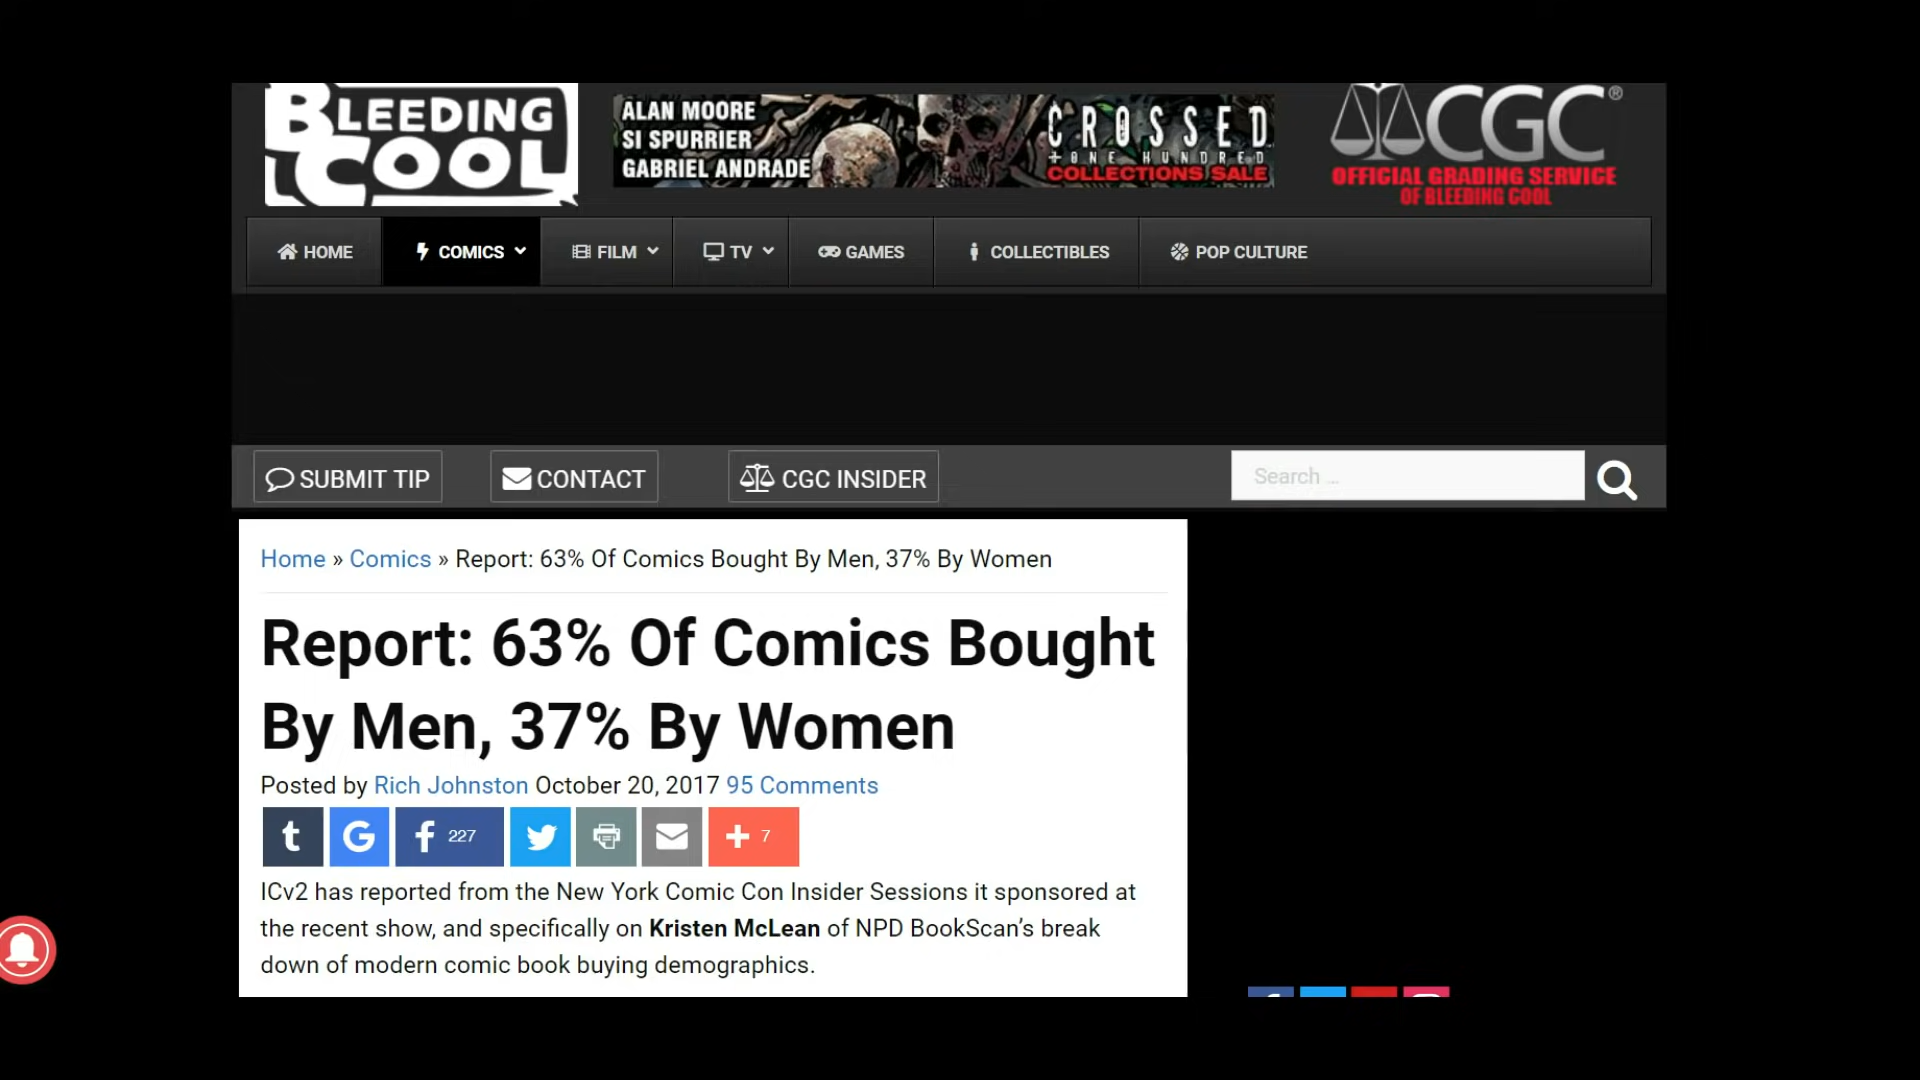 BLEEDING
COOL
ALAN MOORE
SI SPURRIER
GABRIEL ANDRADE
CROSSED
+ONE HUNDRED
COLLECTIONS SALE
CGC®
OFFICIAL GRADING SERVICE
OF BLEEDING COOL
HOME COMICS FILM TV GAMES COLLECTIBLES POP CULTURE
SUBMIT TIP CONTACT CGC INSIDER Search ...
Home » Comics » Report: 63% Of Comics Bought By Men, 37% By Women
Report: 63% Of Comics Bought
By Men, 37% By Women
Posted by Rich Johnston October 20, 2017 95 Comments
t G f 227 + 7
ICv2 has reported from the New York Comic Con Insider Sessions it sponsored at
the recent show, and specifically on Kristen McLean of NPD BookScan’s break
down of modern comic book buying demographics.